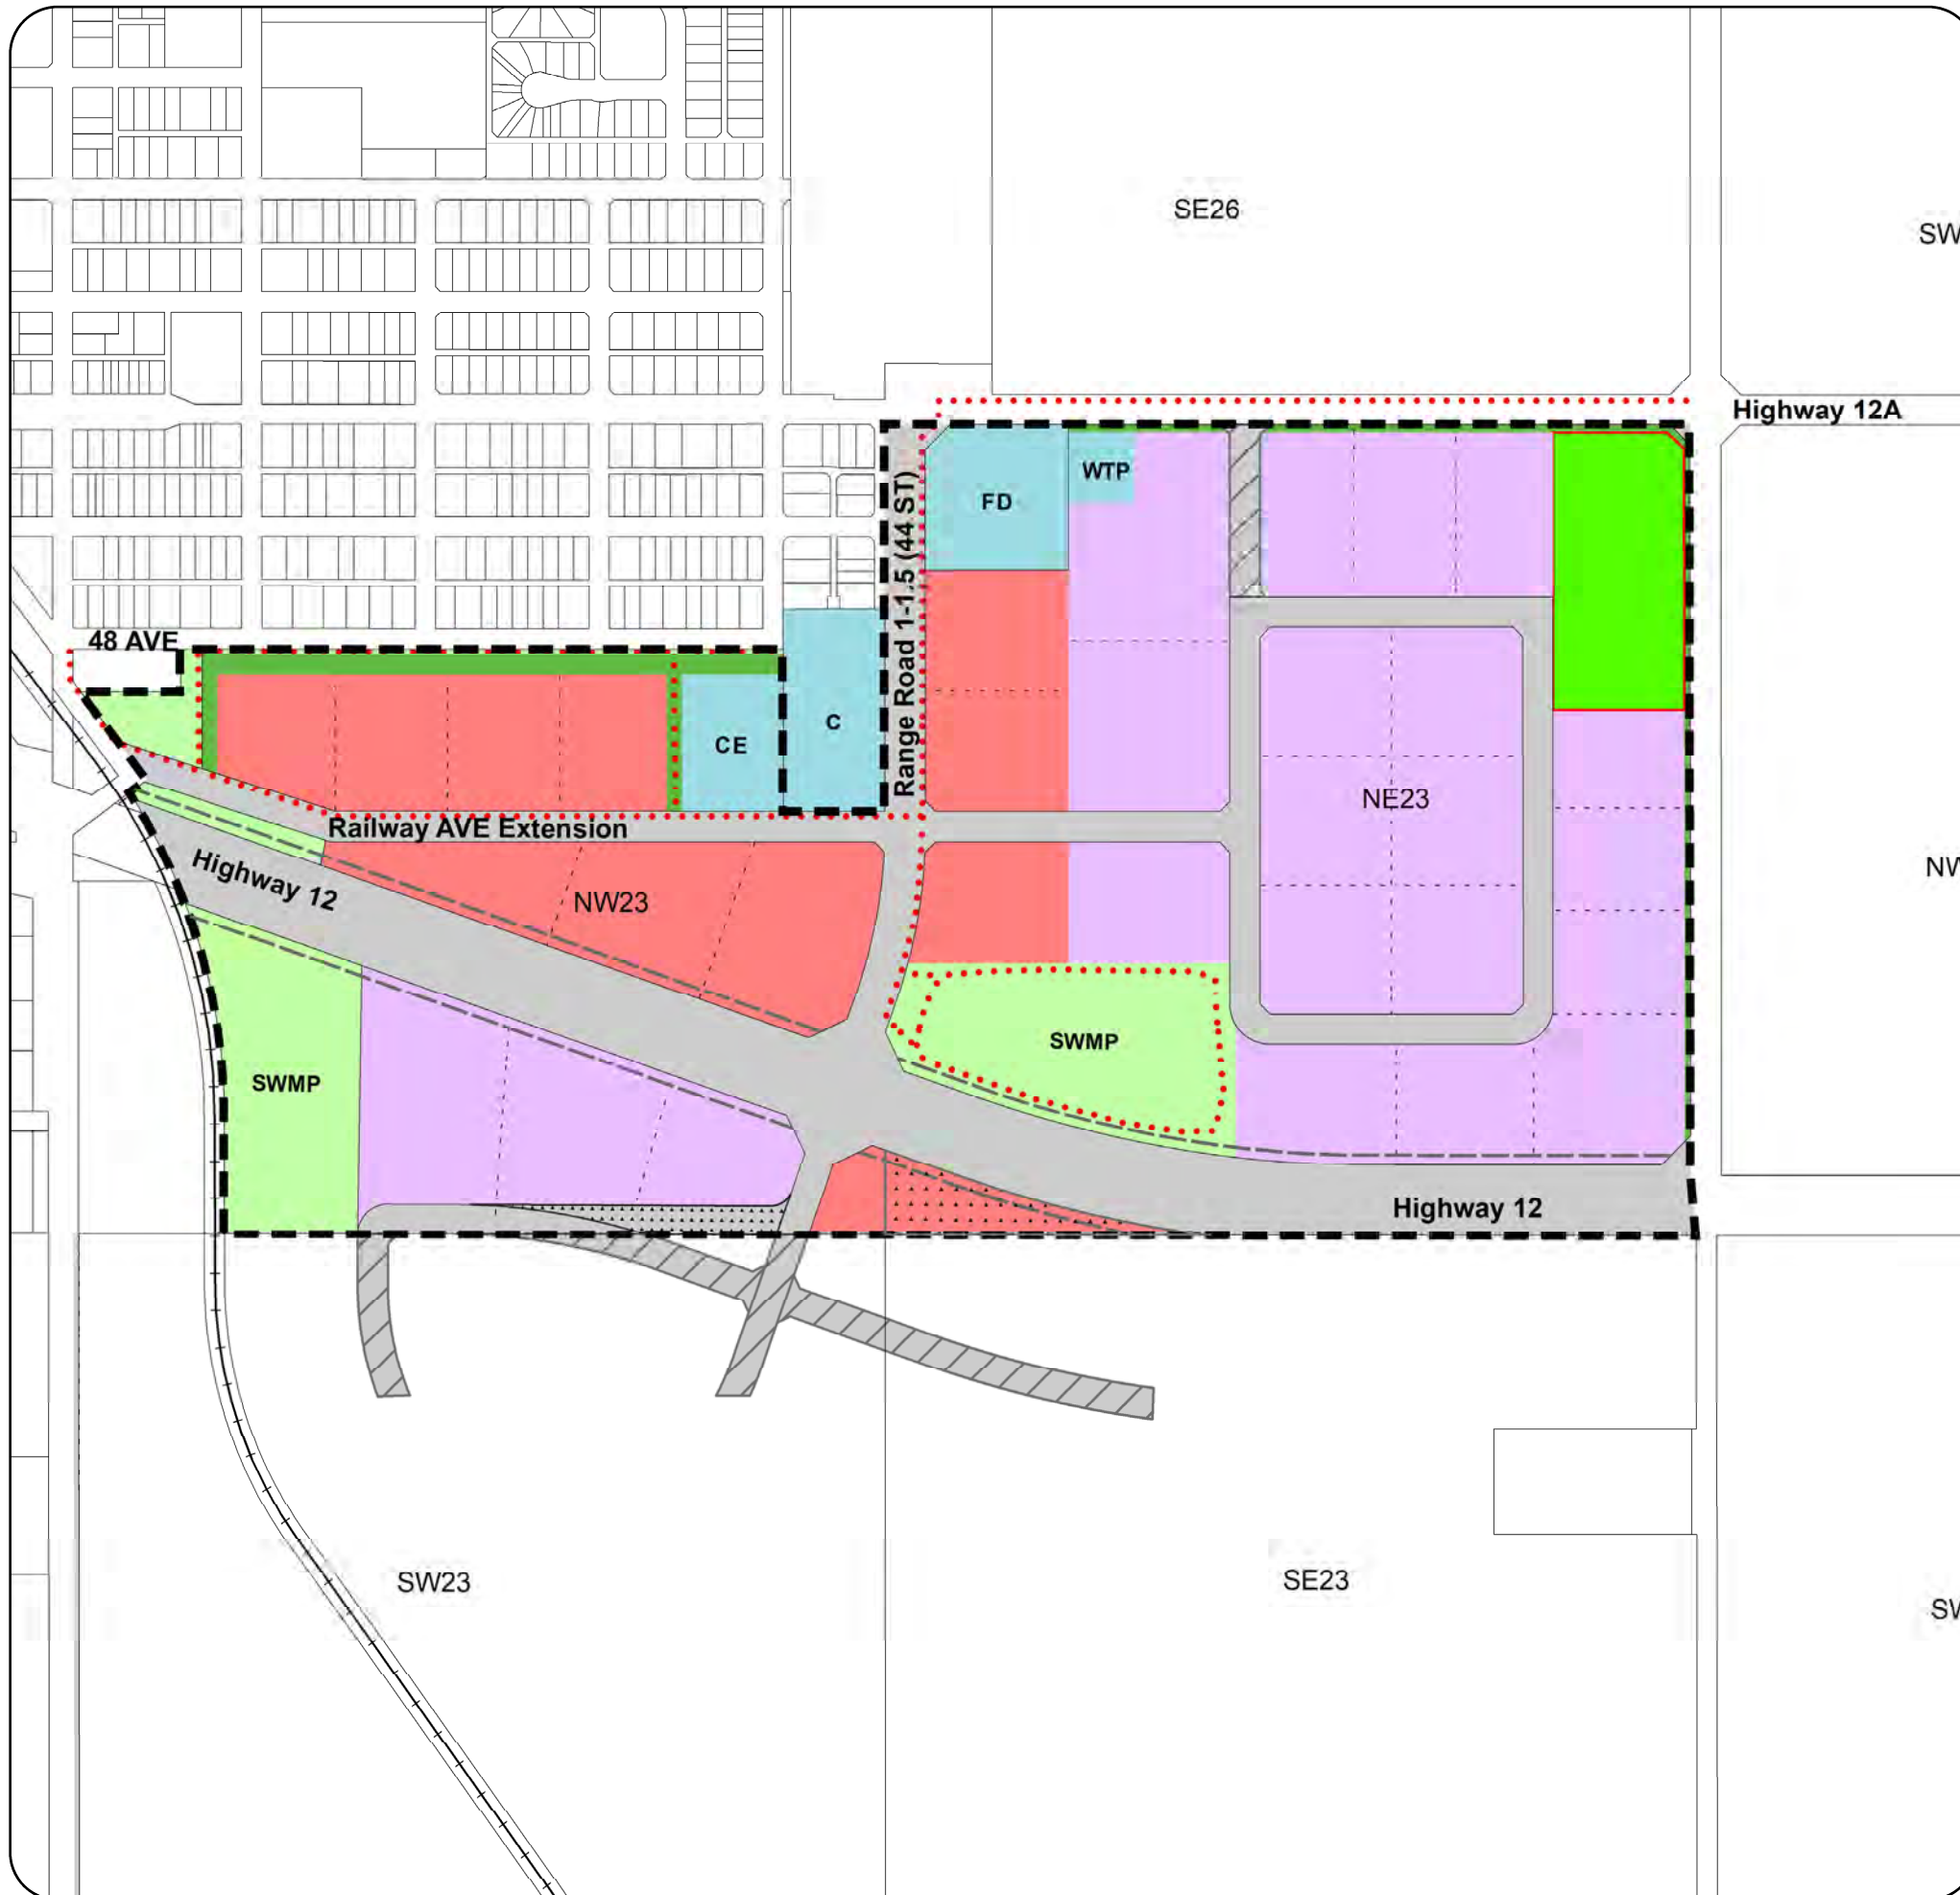 SE26
SW
Highway 12A
WTP
FD
Range Road 1-1.5 (44 ST)
48 AVE
C
CE
NE23
Railway AVE Extension
Highway 12
NW23
NW
SWMP
SWMP
Highway 12
SW23
SE23
SW